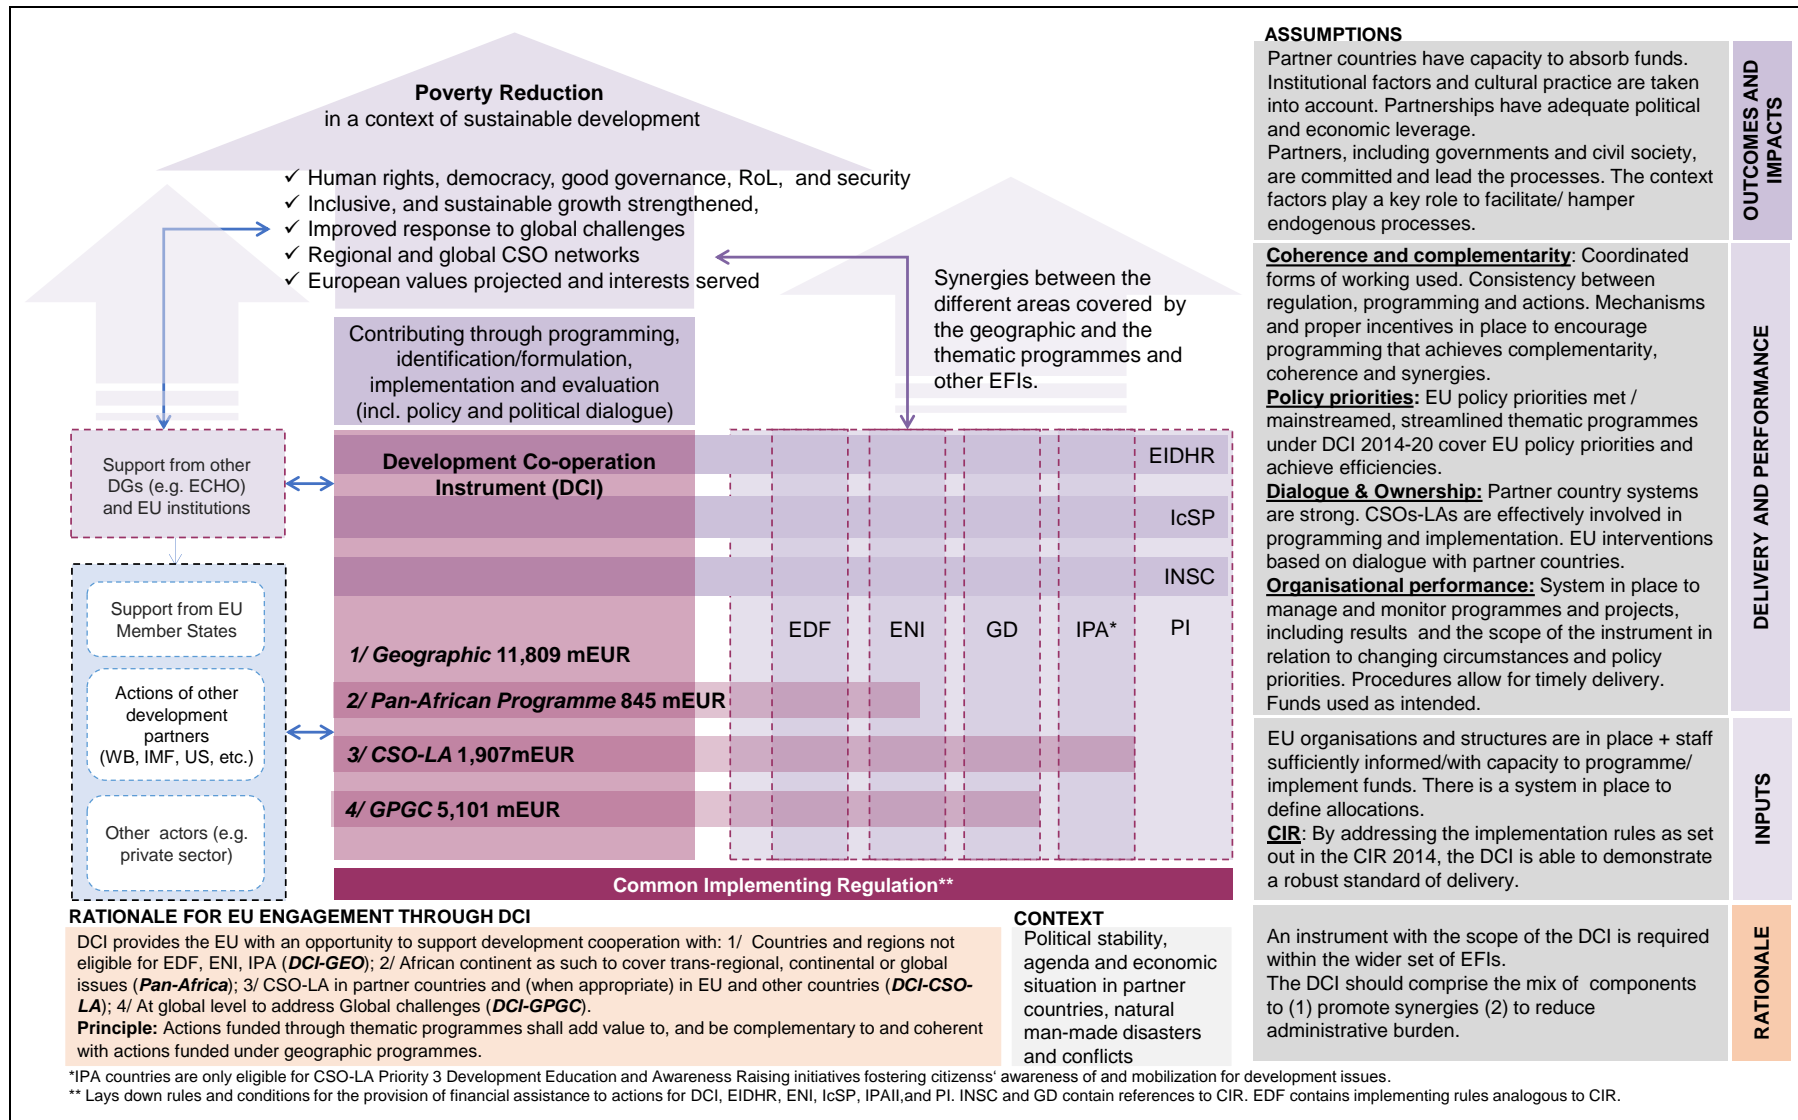 Poverty Reduction
in a context of sustainable development
✓ Human rights, democracy, good governance, RoL, and security
✓ Inclusive, and sustainable growth strengthened,
✓ Improved response to global challenges
✓ Regional and global CSO networks
✓ European values projected and interests served
Contributing through programming,
identification/formulation,
implementation and evaluation
(incl. policy and political dialogue)
Synergies between the
different areas covered by
the geographic and the
thematic programmes and
other EFIs.
Support from other
DGs (e.g. ECHO)
and EU institutions
Support from EU
Member States
Actions of other
development
partners
(WB, IMF, US, etc.)
Other actors (e.g.
private sector)
Development Co-operation
Instrument (DCI)
EIDHR
IcSP
INSC
EDF
ENI
GD
IPA*
PI
1/ Geographic 11,809 mEUR
2/ Pan-African Programme 845 mEUR
3/ CSO-LA 1,907mEUR
4/ GPGC 5,101 mEUR
Common Implementing Regulation**
RATIONALE FOR EU ENGAGEMENT THROUGH DCI
DCI provides the EU with an opportunity to support development cooperation with: 1/ Countries and regions not
eligible for EDF, ENI, IPA (DCI-GEO); 2/ African continent as such to cover trans-regional, continental or global
issues (Pan-Africa); 3/ CSO-LA in partner countries and (when appropriate) in EU and other countries (DCI-CSO-
LA); 4/ At global level to address Global challenges (DCI-GPGC).
Principle: Actions funded through thematic programmes shall add value to, and be complementary to and coherent
with actions funded under geographic programmes.
CONTEXT
Political stability,
agenda and economic
situation in partner
countries, natural
man-made disasters
and conflicts
ASSUMPTIONS
Partner countries have capacity to absorb funds.
Institutional factors and cultural practice are taken
into account. Partnerships have adequate political
and economic leverage.
Partners, including governments and civil society,
are committed and lead the processes. The context
factors play a key role to facilitate/ hamper
endogenous processes.
OUTCOMES AND
IMPACTS
Coherence and complementarity: Coordinated
forms of working used. Consistency between
regulation, programming and actions. Mechanisms
and proper incentives in place to encourage
programming that achieves complementarity,
coherence and synergies.
Policy priorities: EU policy priorities met /
mainstreamed, streamlined thematic programmes
under DCI 2014-20 cover EU policy priorities and
achieve efficiencies.
Dialogue & Ownership: Partner country systems
are strong. CSOs-LAs are effectively involved in
programming and implementation. EU interventions
based on dialogue with partner countries.
Organisational performance: System in place to
manage and monitor programmes and projects,
including results and the scope of the instrument in
relation to changing circumstances and policy
priorities. Procedures allow for timely delivery.
Funds used as intended.
DELIVERY AND PERFORMANCE
EU organisations and structures are in place + staff
sufficiently informed/with capacity to programme/
implement funds. There is a system in place to
define allocations.
CIR: By addressing the implementation rules as set
out in the CIR 2014, the DCI is able to demonstrate
a robust standard of delivery.
INPUTS
An instrument with the scope of the DCI is required
within the wider set of EFIs.
The DCI should comprise the mix of components
to (1) promote synergies (2) to reduce
administrative burden.
RATIONALE
*IPA countries are only eligible for CSO-LA Priority 3 Development Education and Awareness Raising initiatives fostering citizenss‘ awareness of and mobilization for development issues.
** Lays down rules and conditions for the provision of financial assistance to actions for DCI, EIDHR, ENI, IcSP, IPAII,and PI. INSC and GD contain references to CIR. EDF contains implementing rules analogous to CIR.